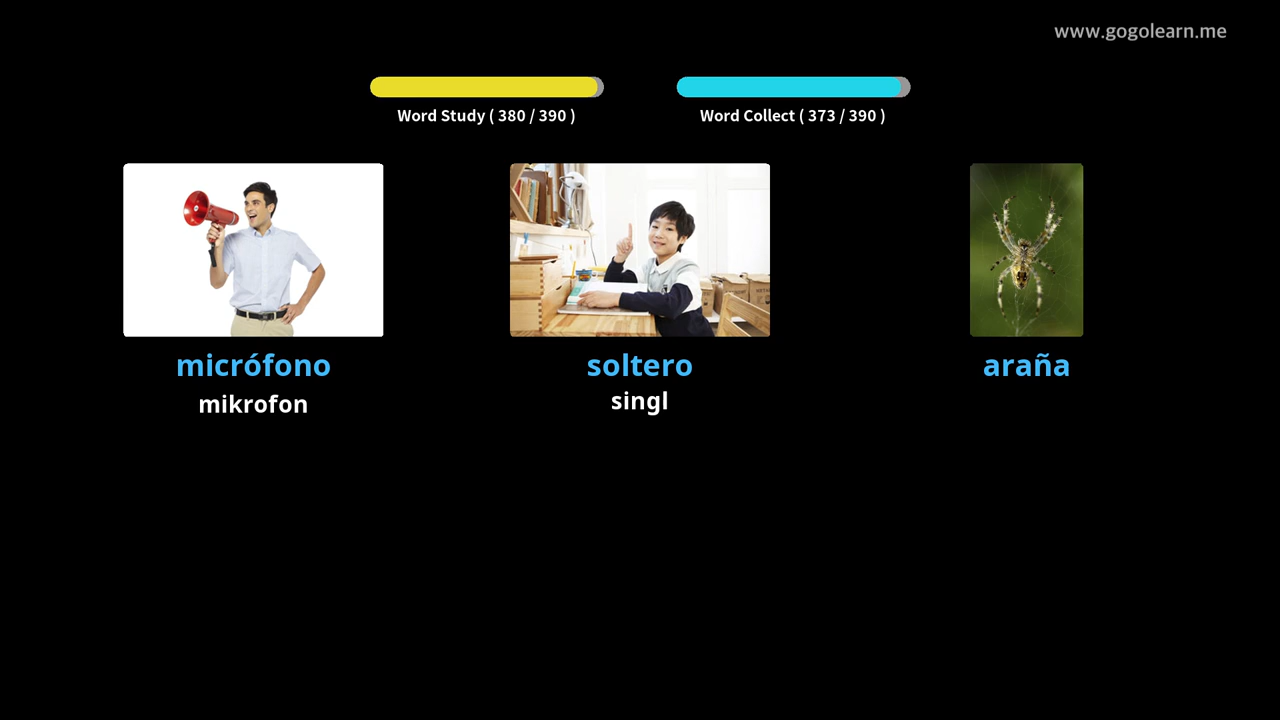 www.gogolearn.me
Word Study ( 380 / 390 )
Word Collect ( 373 / 390 )
micrófono
mikrofon
soltero
singl
araña